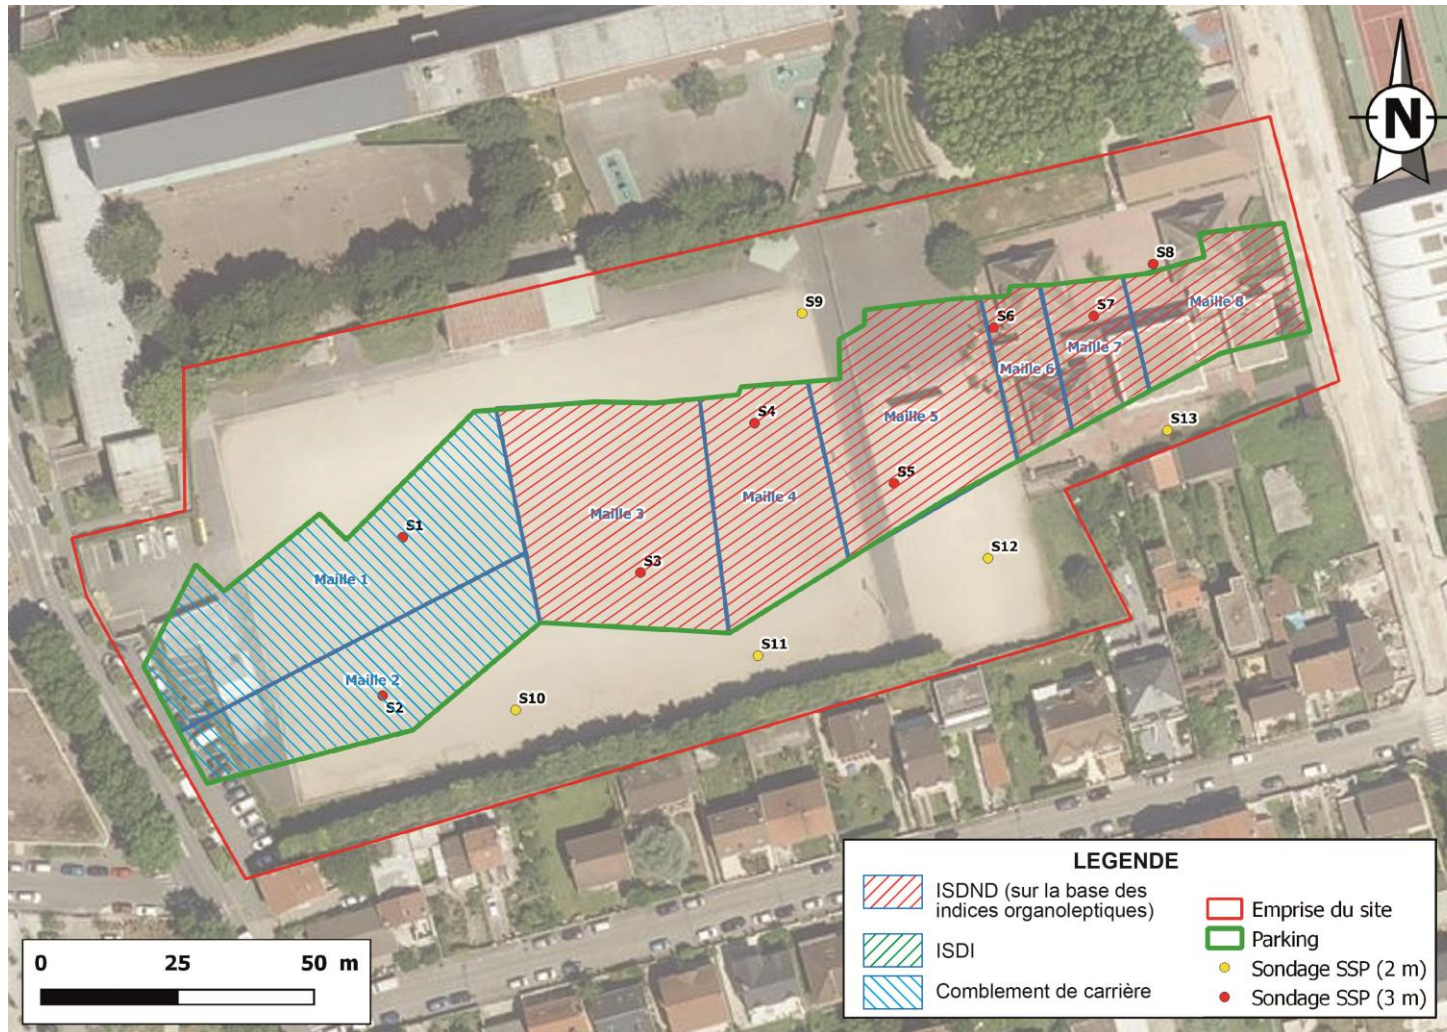 N
S8
S9
S7
S6
Maille 8
Maille 7
Maille 6
S4
Maille 5
S13
S5
Maille 4
Maille 3
S1
S12
S3
Maille 1
S11
Maille 2
S2
S10
LEGENDE
ISDND (sur la base des
indices organoleptiques)
ISDI
Comblement de carrière
Emprise du site
Parking
Sondage SSP (2 m)
Sondage SSP (3 m)
0 25 50 m